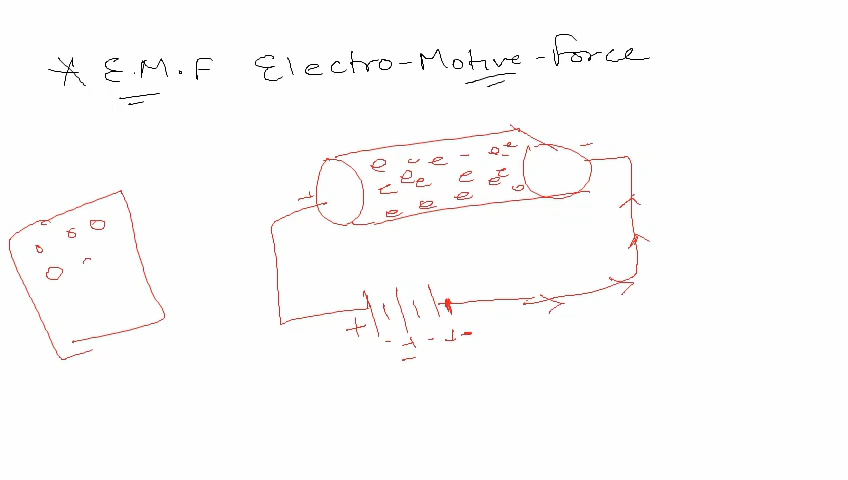 * E.M.F Electro-Motive-Force
e - e - e e
e e e e e
e e e e
+ -
+ - + - + -